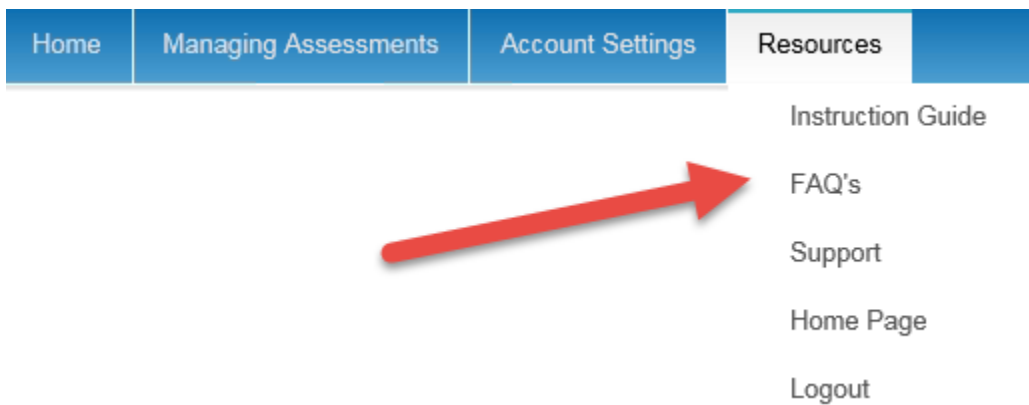 Home Managing Assessments Account Settings Resources
Instruction Guide
FAQ's
Support
Home Page
Logout